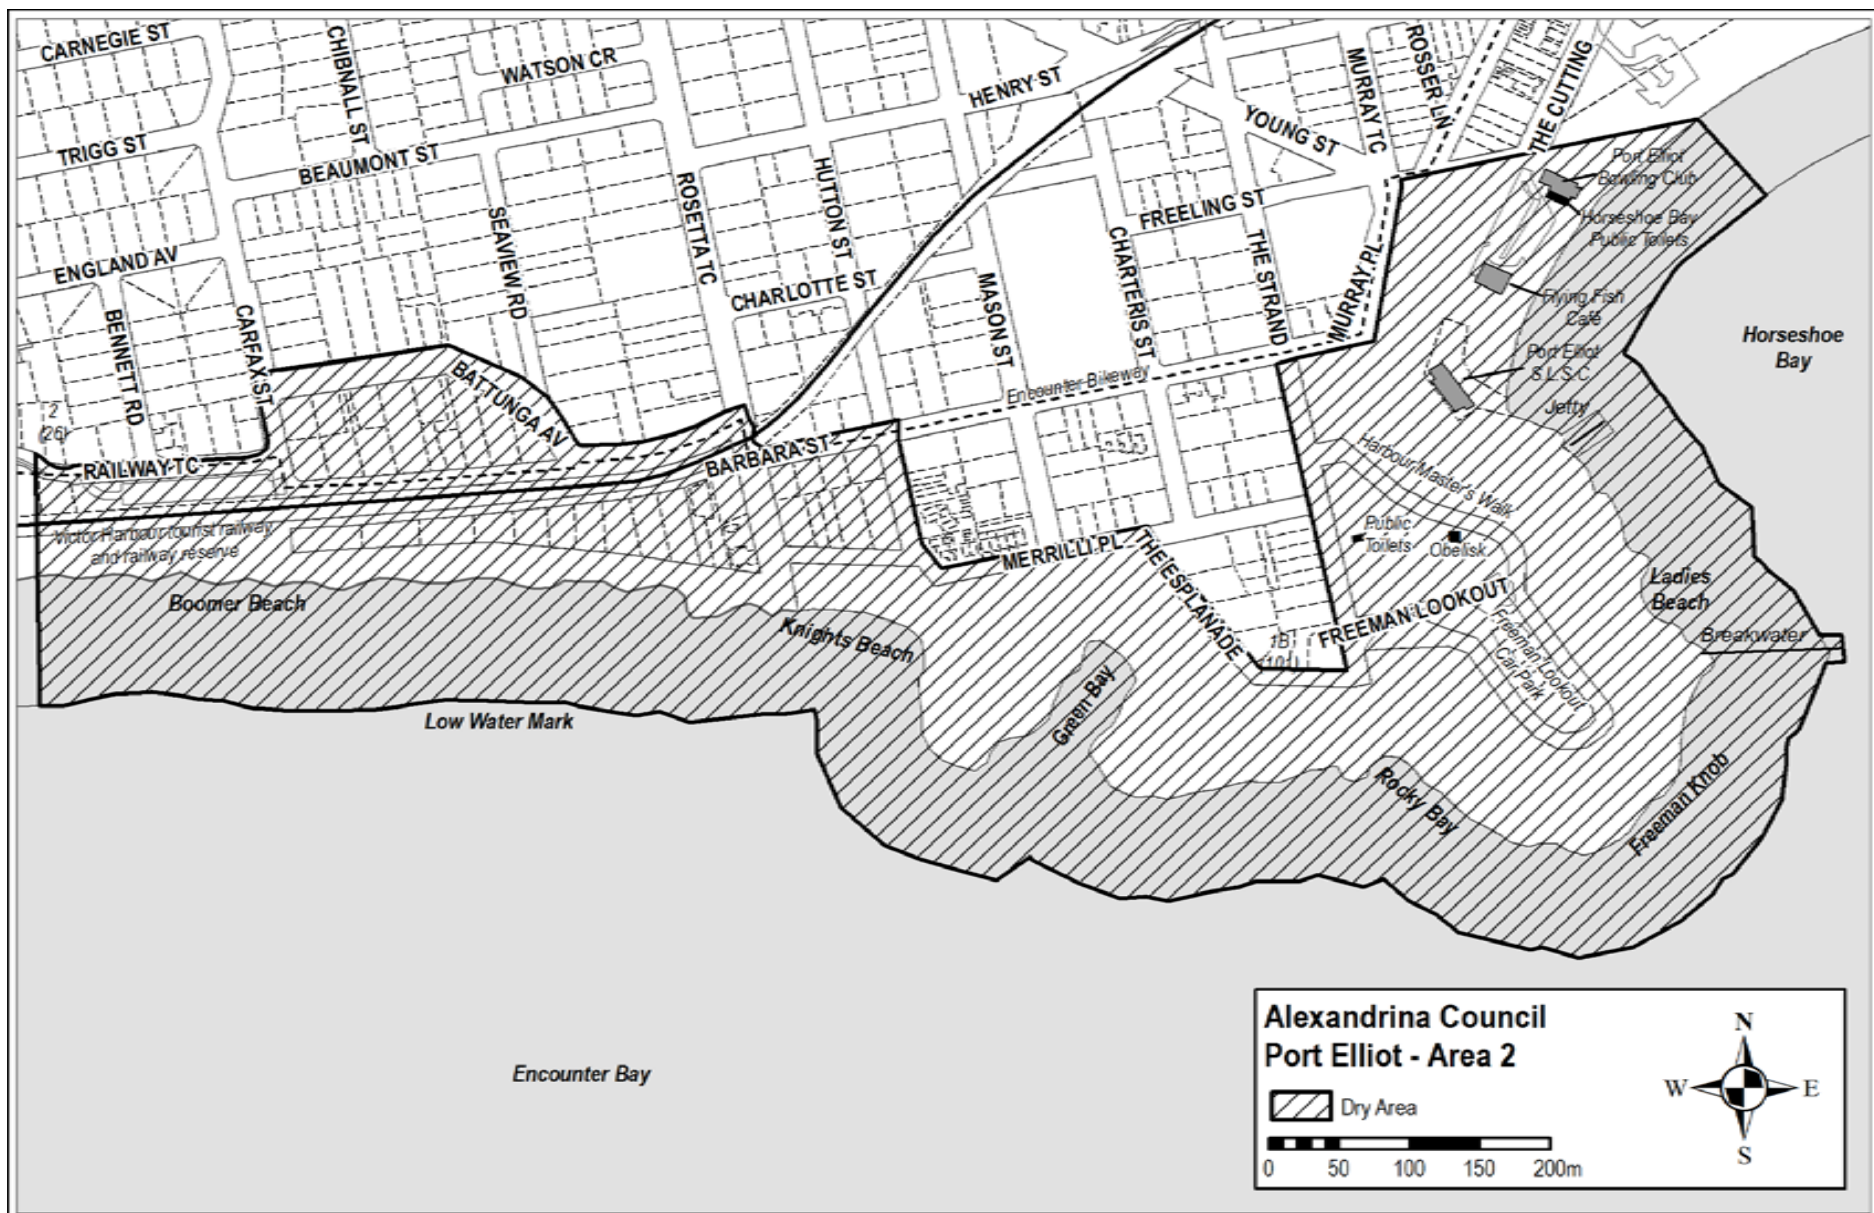 CARNEGIE ST
CHIBNALL ST
WATSON CR
HENRY ST
MURRAY TC
ROSSER LN
THE CUTTING
TRIGG ST
BEAUMONT ST
YOUNG ST
Port Elliot
Bowling Club
HUTTON ST
ROSETTA TC
SEAVIEW RD
FREELING ST
Horseshoe Bay
Public Toilets
ENGLAND AV
CHARLOTTE ST
CHARTERIS ST
THE STRAND
MURRAY PL
Flying Fish
Café
Horseshoe
Bay
BENNETT RD
CARFAX ST
MASON ST
Port Elliot
S.L.S.C.
BATTUNGA AV
Encounter Bikeway
Jetty
2
(26)
RAILWAY TC
BARBARA ST
Harbour Master's Walk
Victor Harbour tourist railway
and railway reserve
Public
Toilets
Obelisk
MERRILLI PL
THE ESPLANADE
Ladies
Beach
Boomer Beach
Knights Beach
1B
(101)
FREEMAN LOOKOUT
Freeman Lookout
Car Park
Breakwater
Green Bay
Low Water Mark
Rocky Bay
Freeman Knob
Encounter Bay
Alexandrina Council
Port Elliot - Area 2
Dry Area
0 50 100 150 200m
N
W E
S